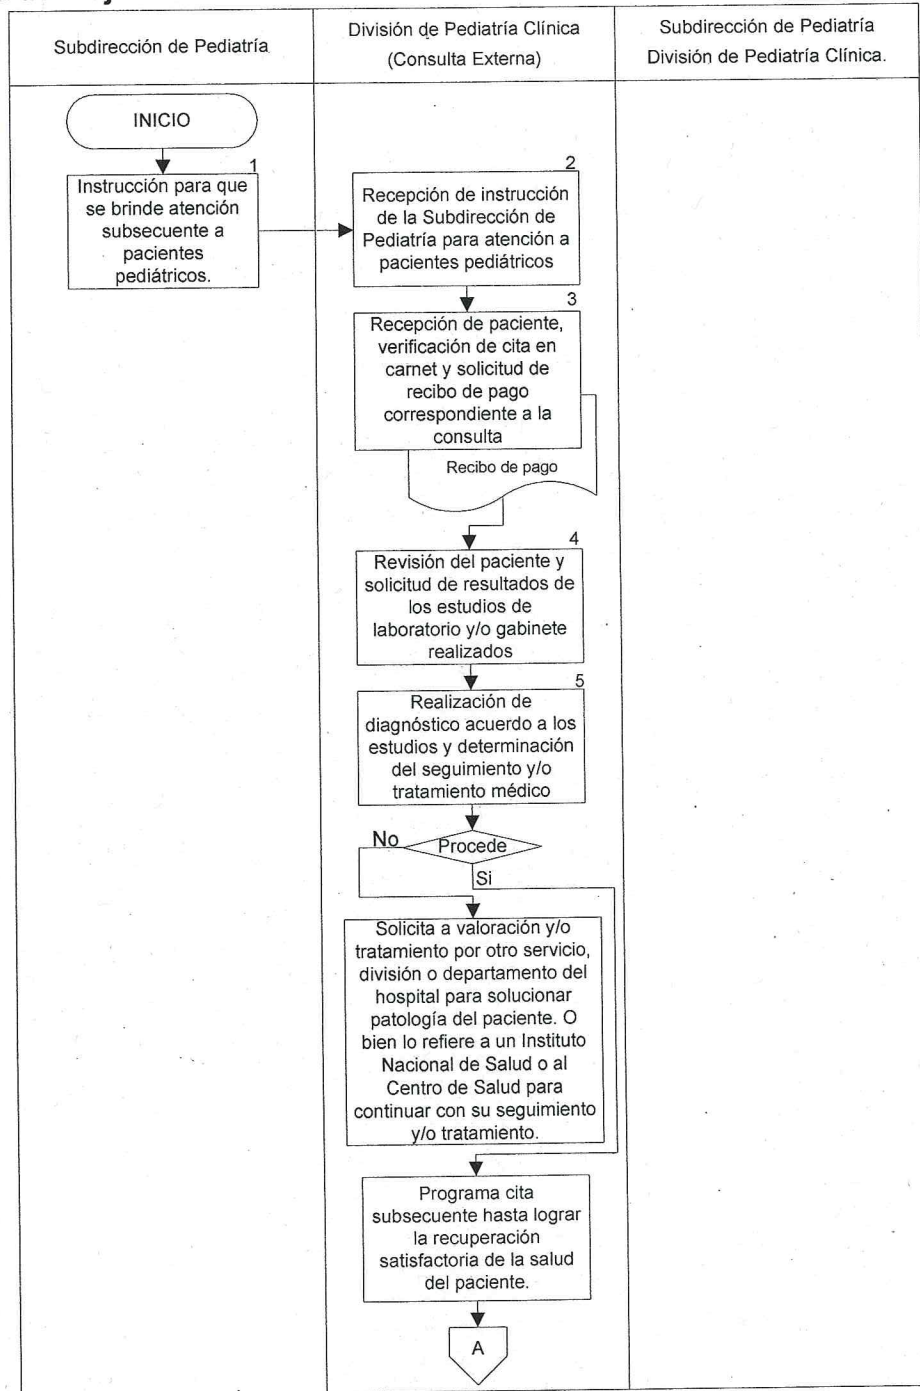 Subdirección de Pediatría
División de Pediatría Clínica
(Consulta Externa)
Subdirección de Pediatría
División de Pediatría Clínica.
INICIO
1
Instrucción para que
se brinde atención
subsecuente a
pacientes
pediátricos.
2
Recepción de instrucción
de la Subdirección de
Pediatría para atención a
pacientes pediátricos
3
Recepción de paciente,
verificación de cita en
carnet y solicitud de
recibo de pago
correspondiente a la
consulta
Recibo de pago
4
Revisión del paciente y
solicitud de resultados de
los estudios de
laboratorio y/o gabinete
realizados
5
Realización de
diagnóstico acuerdo a los
estudios y determinación
del seguimiento y/o
tratamiento médico
No
Procede
Si
Solicita a valoración y/o
tratamiento por otro servicio,
división o departamento del
hospital para solucionar
patología del paciente. O
bien lo refiere a un Instituto
Nacional de Salud o al
Centro de Salud para
continuar con su seguimiento
y/o tratamiento.
Programa cita
subsecuente hasta lograr
la recuperación
satisfactoria de la salud
del paciente.
A